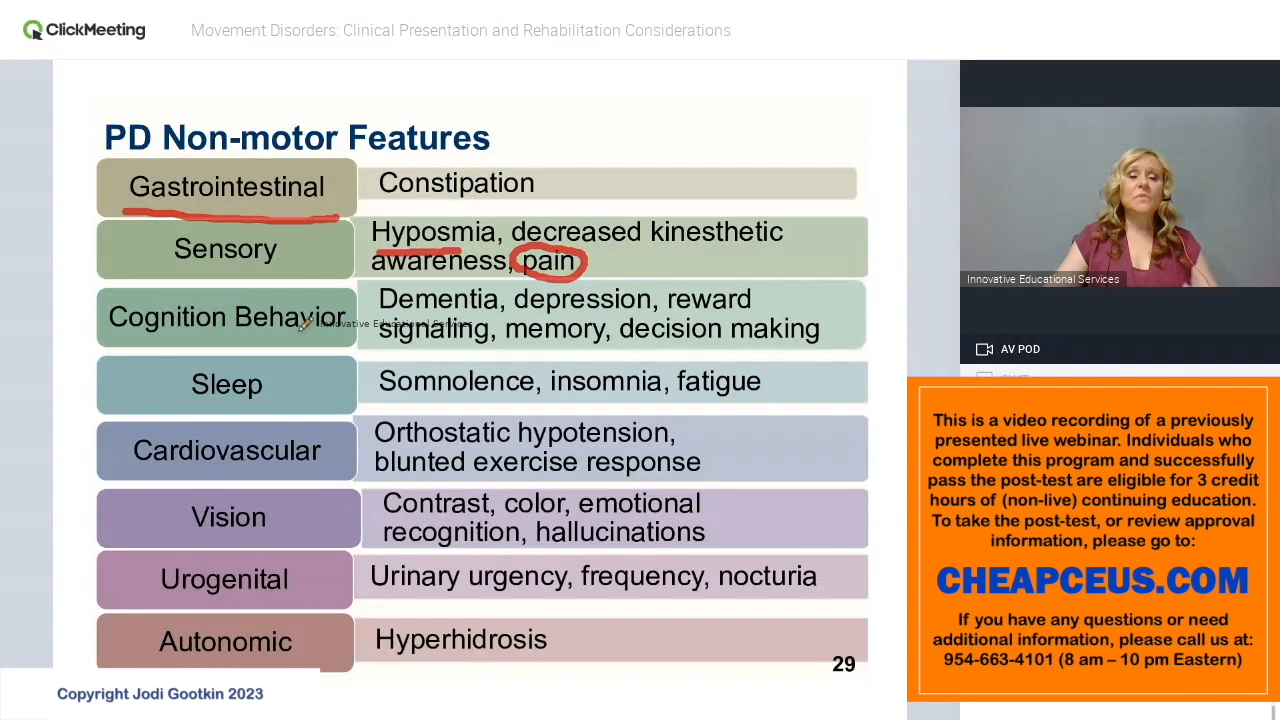 ClickMeeting
Movement Disorders: Clinical Presentation and Rehabilitation Considerations
PD Non-motor Features
Gastrointestinal
Constipation
Sensory
Hyposmia, decreased kinesthetic
awareness, pain
Cognition Behavior
Dementia, depression, reward
signaling, memory, decision making
Innovative Educational Services
Sleep
Somnolence, insomnia, fatigue
Cardiovascular
Orthostatic hypotension,
blunted exercise response
Vision
Contrast, color, emotional
recognition, hallucinations
Urogenital
Urinary urgency, frequency, nocturia
Autonomic
Hyperhidrosis
29
Copyright Jodi Gootkin 2023
Innovative Educational Services
AV POD
This is a video recording of a previously
presented live webinar. Individuals who
complete this program and successfully
pass the post-test are eligible for 3 credit
hours of (non-live) continuing education.
To take the post-test, or review approval
information, please go to:
CHEAPCEUS.COM
If you have any questions or need
additional information, please call us at:
954-663-4101 (8 am – 10 pm Eastern)